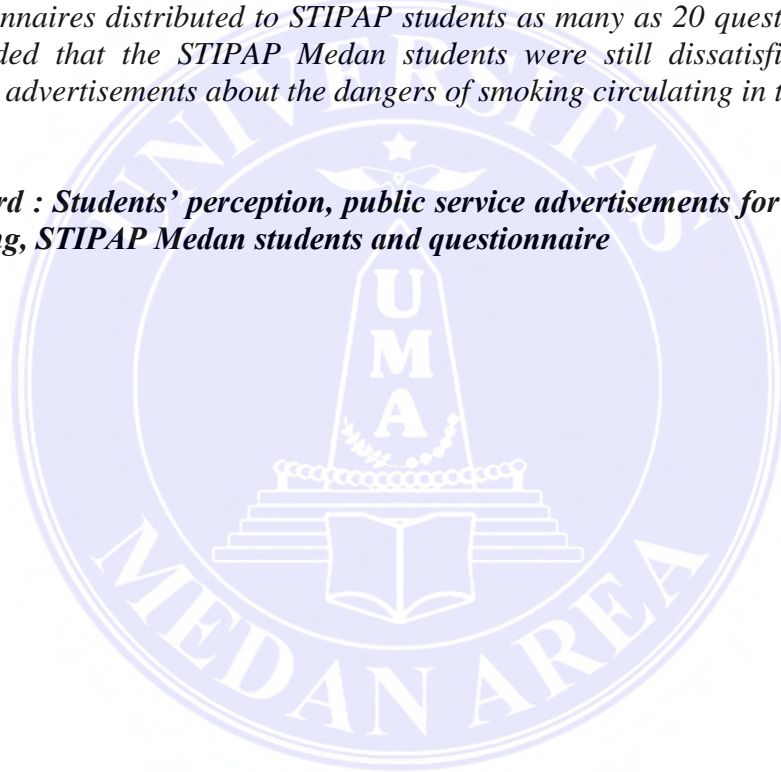 nnaires distributed to STIPAP students as many as 20 quest
ded that the STIPAP Medan students were still dissatisfi
advertisements about the dangers of smoking circulating in t
rd : Students’ perception, public service advertisements for
ng, STIPAP Medan students and questionnaire
UNIVERSITAS
U
M
A
MEDAN AREA